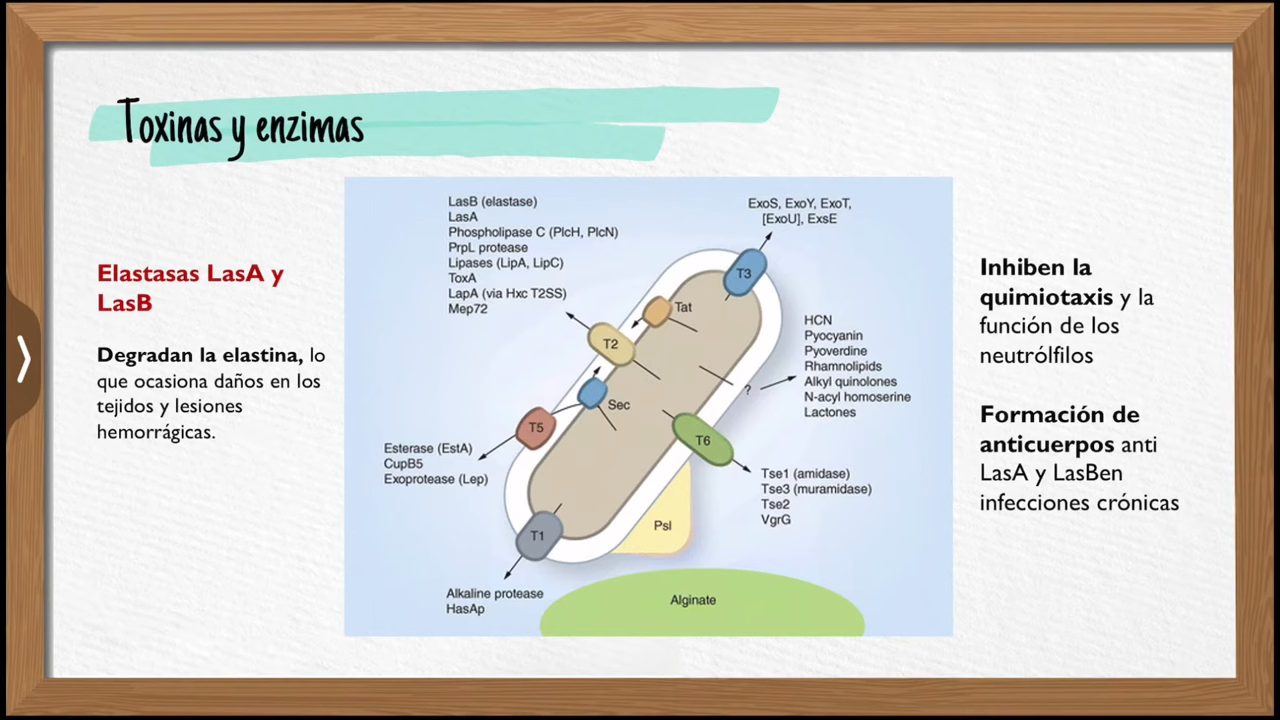 Toxinas y enzimas
Elastasas LasA y
LasB
Degradan la elastina, lo
que ocasiona daños en los
tejidos y lesiones
hemorrágicas.
LasB (elastase)
LasA
Phospholipase C (PlcH, PlcN)
PrpL protease
Lipases (LipA, LipC)
ToxA
LapA (via Hxc T2SS)
Mep72
ExoS, ExoY, ExoT,
[ExoU], ExsE
T3
Tat
T2
Sec
T5
Esterase (EstA)
CupB5
Exoprotease (Lep)
HCN
Pyocyanin
Pyoverdine
Rhamnolipids
Alkyl quinolones
N-acyl homoserine
Lactones
?
T6
Tse1 (amidase)
Tse3 (muramidase)
Tse2
VgrG
Psl
T1
Alkaline protease
HasAp
Alginate
Inhiben la
quimiotaxis y la
función de los
neutrólfilos
Formación de
anticuerpos anti
LasA y LasBen
infecciones crónicas